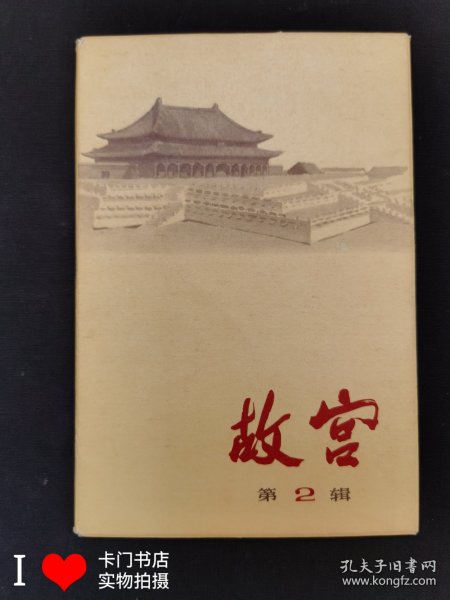 故宫
第2辑
I ❤ 卡门书店
实物拍摄
孔夫子旧书网
www.kongfz.com